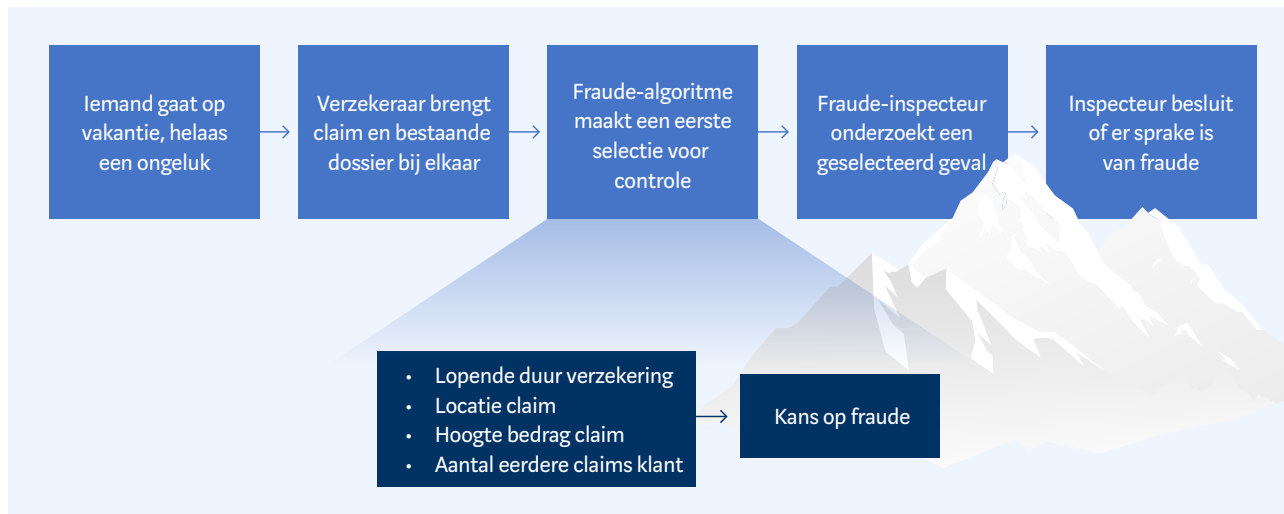 Iemand gaat op
vakantie, helaas
een ongeluk
Verzekeraar brengt
claim en bestaande
dossier bij elkaar
Fraude-algoritme
maakt een eerste
selectie voor
controle
Fraude-inspecteur
onderzoekt een
geselecteerd geval
Inspecteur besluit
of er sprake is
van fraude
• Lopende duur verzekering
• Locatie claim
• Hoogte bedrag claim
• Aantal eerdere claims klant
Kans op fraude